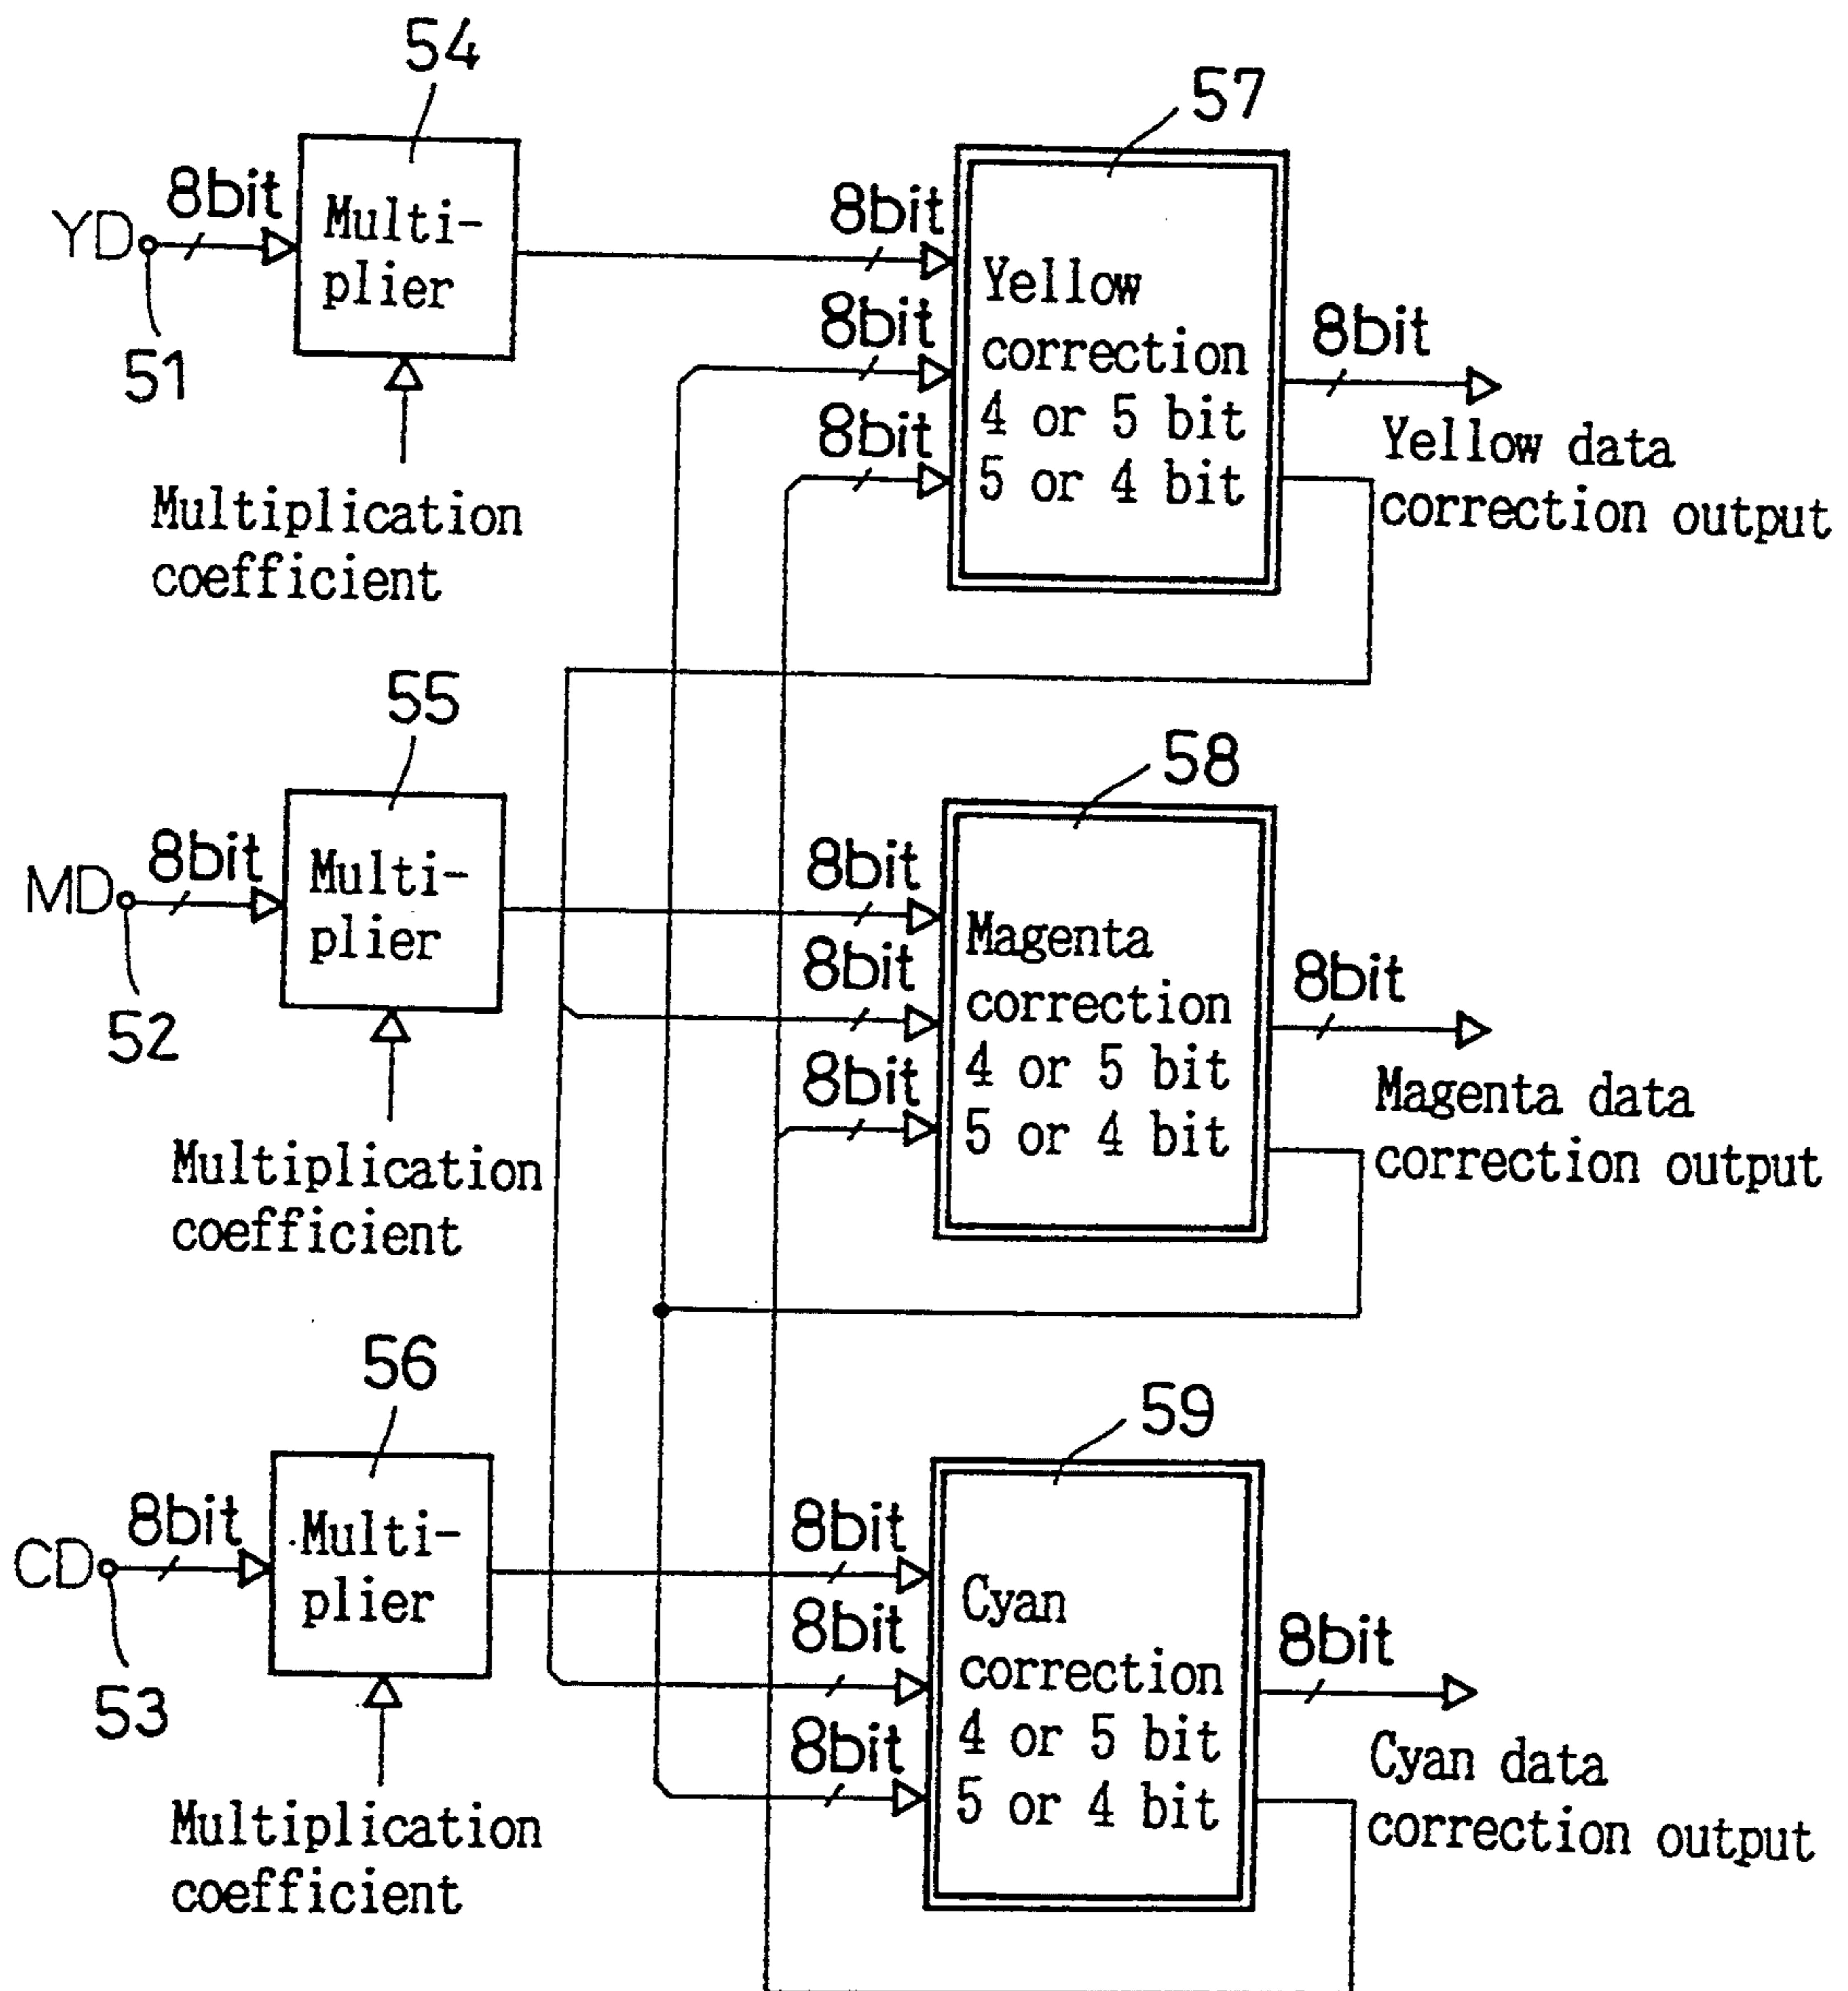 54
57
YD
8bit
Multi-
plier
51
Multiplication
coefficient
8bit
8bit
8bit
Yellow
correction
4 or 5 bit
5 or 4 bit
8bit
Yellow data
correction output
55
58
MD
8bit
Multi-
plier
52
Multiplication
coefficient
8bit
8bit
8bit
Magenta
correction
4 or 5 bit
5 or 4 bit
8bit
Magenta data
correction output
56
59
CD
8bit
Multi-
plier
53
Multiplication
coefficient
8bit
8bit
8bit
Cyan
correction
4 or 5 bit
5 or 4 bit
8bit
Cyan data
correction output